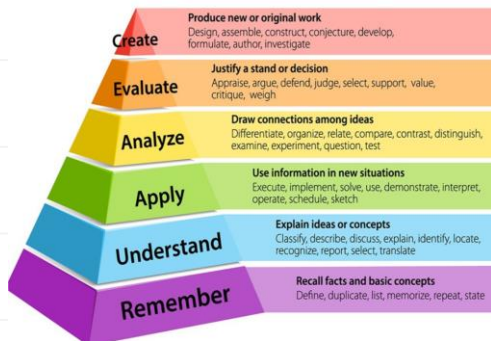 Create
Produce new or original work
Design, assemble, construct, conjecture, develop,
formulate, author, investigate
Evaluate
Justify a stand or decision
Appraise, argue, defend, judge, select, support, value,
critique, weigh
Analyze
Draw connections among ideas
Differentiate, organize, relate, compare, contrast, distinguish,
examine, experiment, question, test
Apply
Use information in new situations
Execute, implement, solve, use, demonstrate, interpret,
operate, schedule, sketch
Understand
Explain ideas or concepts
Classify, describe, discuss, explain, identify, locate,
recognize, report, select, translate
Remember
Recall facts and basic concepts
Define, duplicate, list, memorize, repeat, state